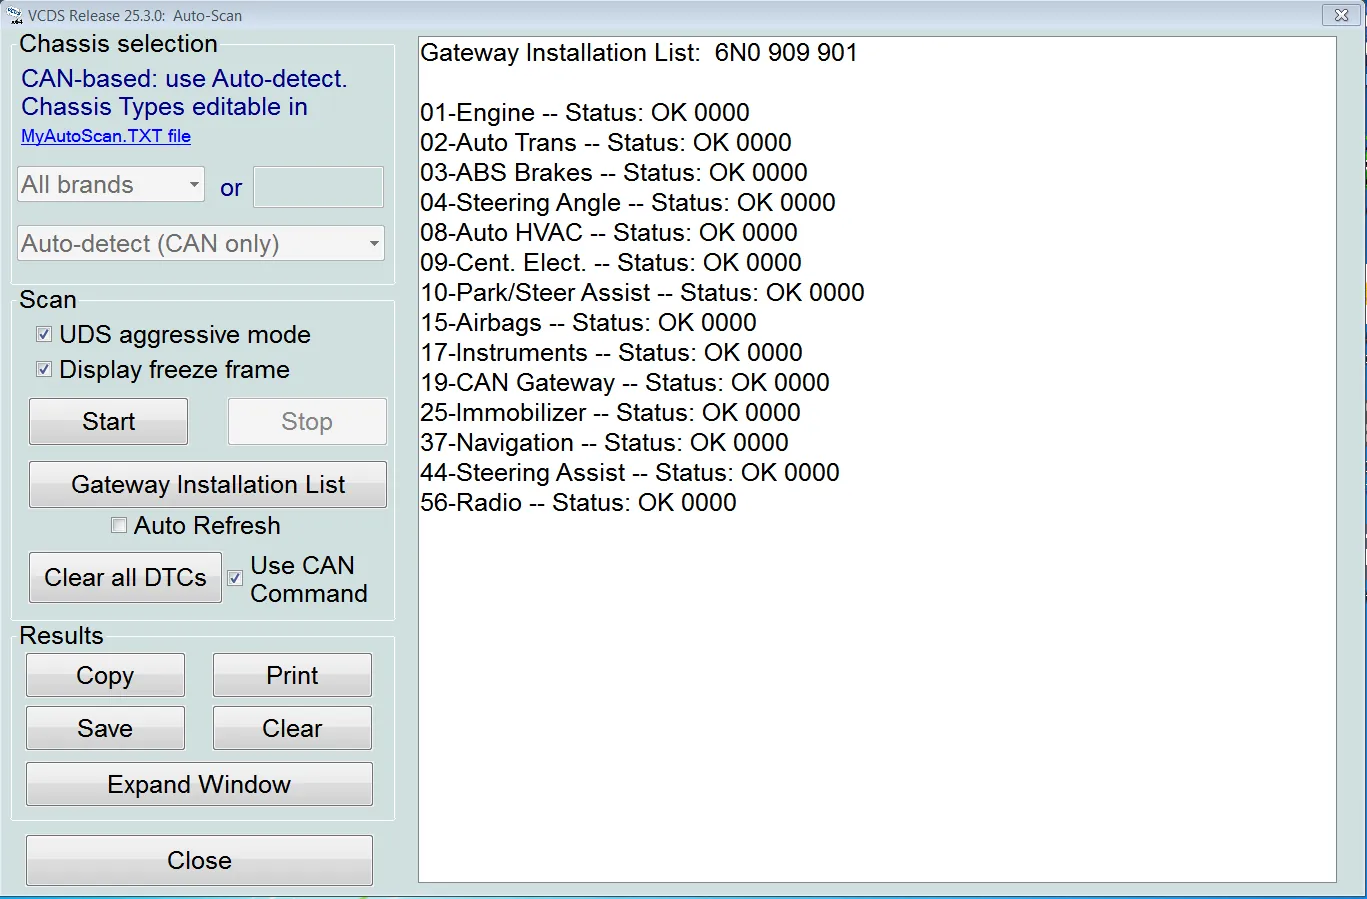 VCDS Release 25.3.0: Auto-Scan
Chassis selection
CAN-based: use Auto-detect.
Chassis Types editable in
MyAutoScan.TXT file
All brands
or
Auto-detect (CAN only)
Scan
UDS aggressive mode
Display freeze frame
Start
Stop
Gateway Installation List
Auto Refresh
Clear all DTCs
Use CAN
Command
Results
Copy
Print
Save
Clear
Expand Window
Close
Gateway Installation List: 6N0 909 901
01-Engine -- Status: OK 0000
02-Auto Trans -- Status: OK 0000
03-ABS Brakes -- Status: OK 0000
04-Steering Angle -- Status: OK 0000
08-Auto HVAC -- Status: OK 0000
09-Cent. Elect. -- Status: OK 0000
10-Park/Steer Assist -- Status: OK 0000
15-Airbags -- Status: OK 0000
17-Instruments -- Status: OK 0000
19-CAN Gateway -- Status: OK 0000
25-Immobilizer -- Status: OK 0000
37-Navigation -- Status: OK 0000
44-Steering Assist -- Status: OK 0000
56-Radio -- Status: OK 0000